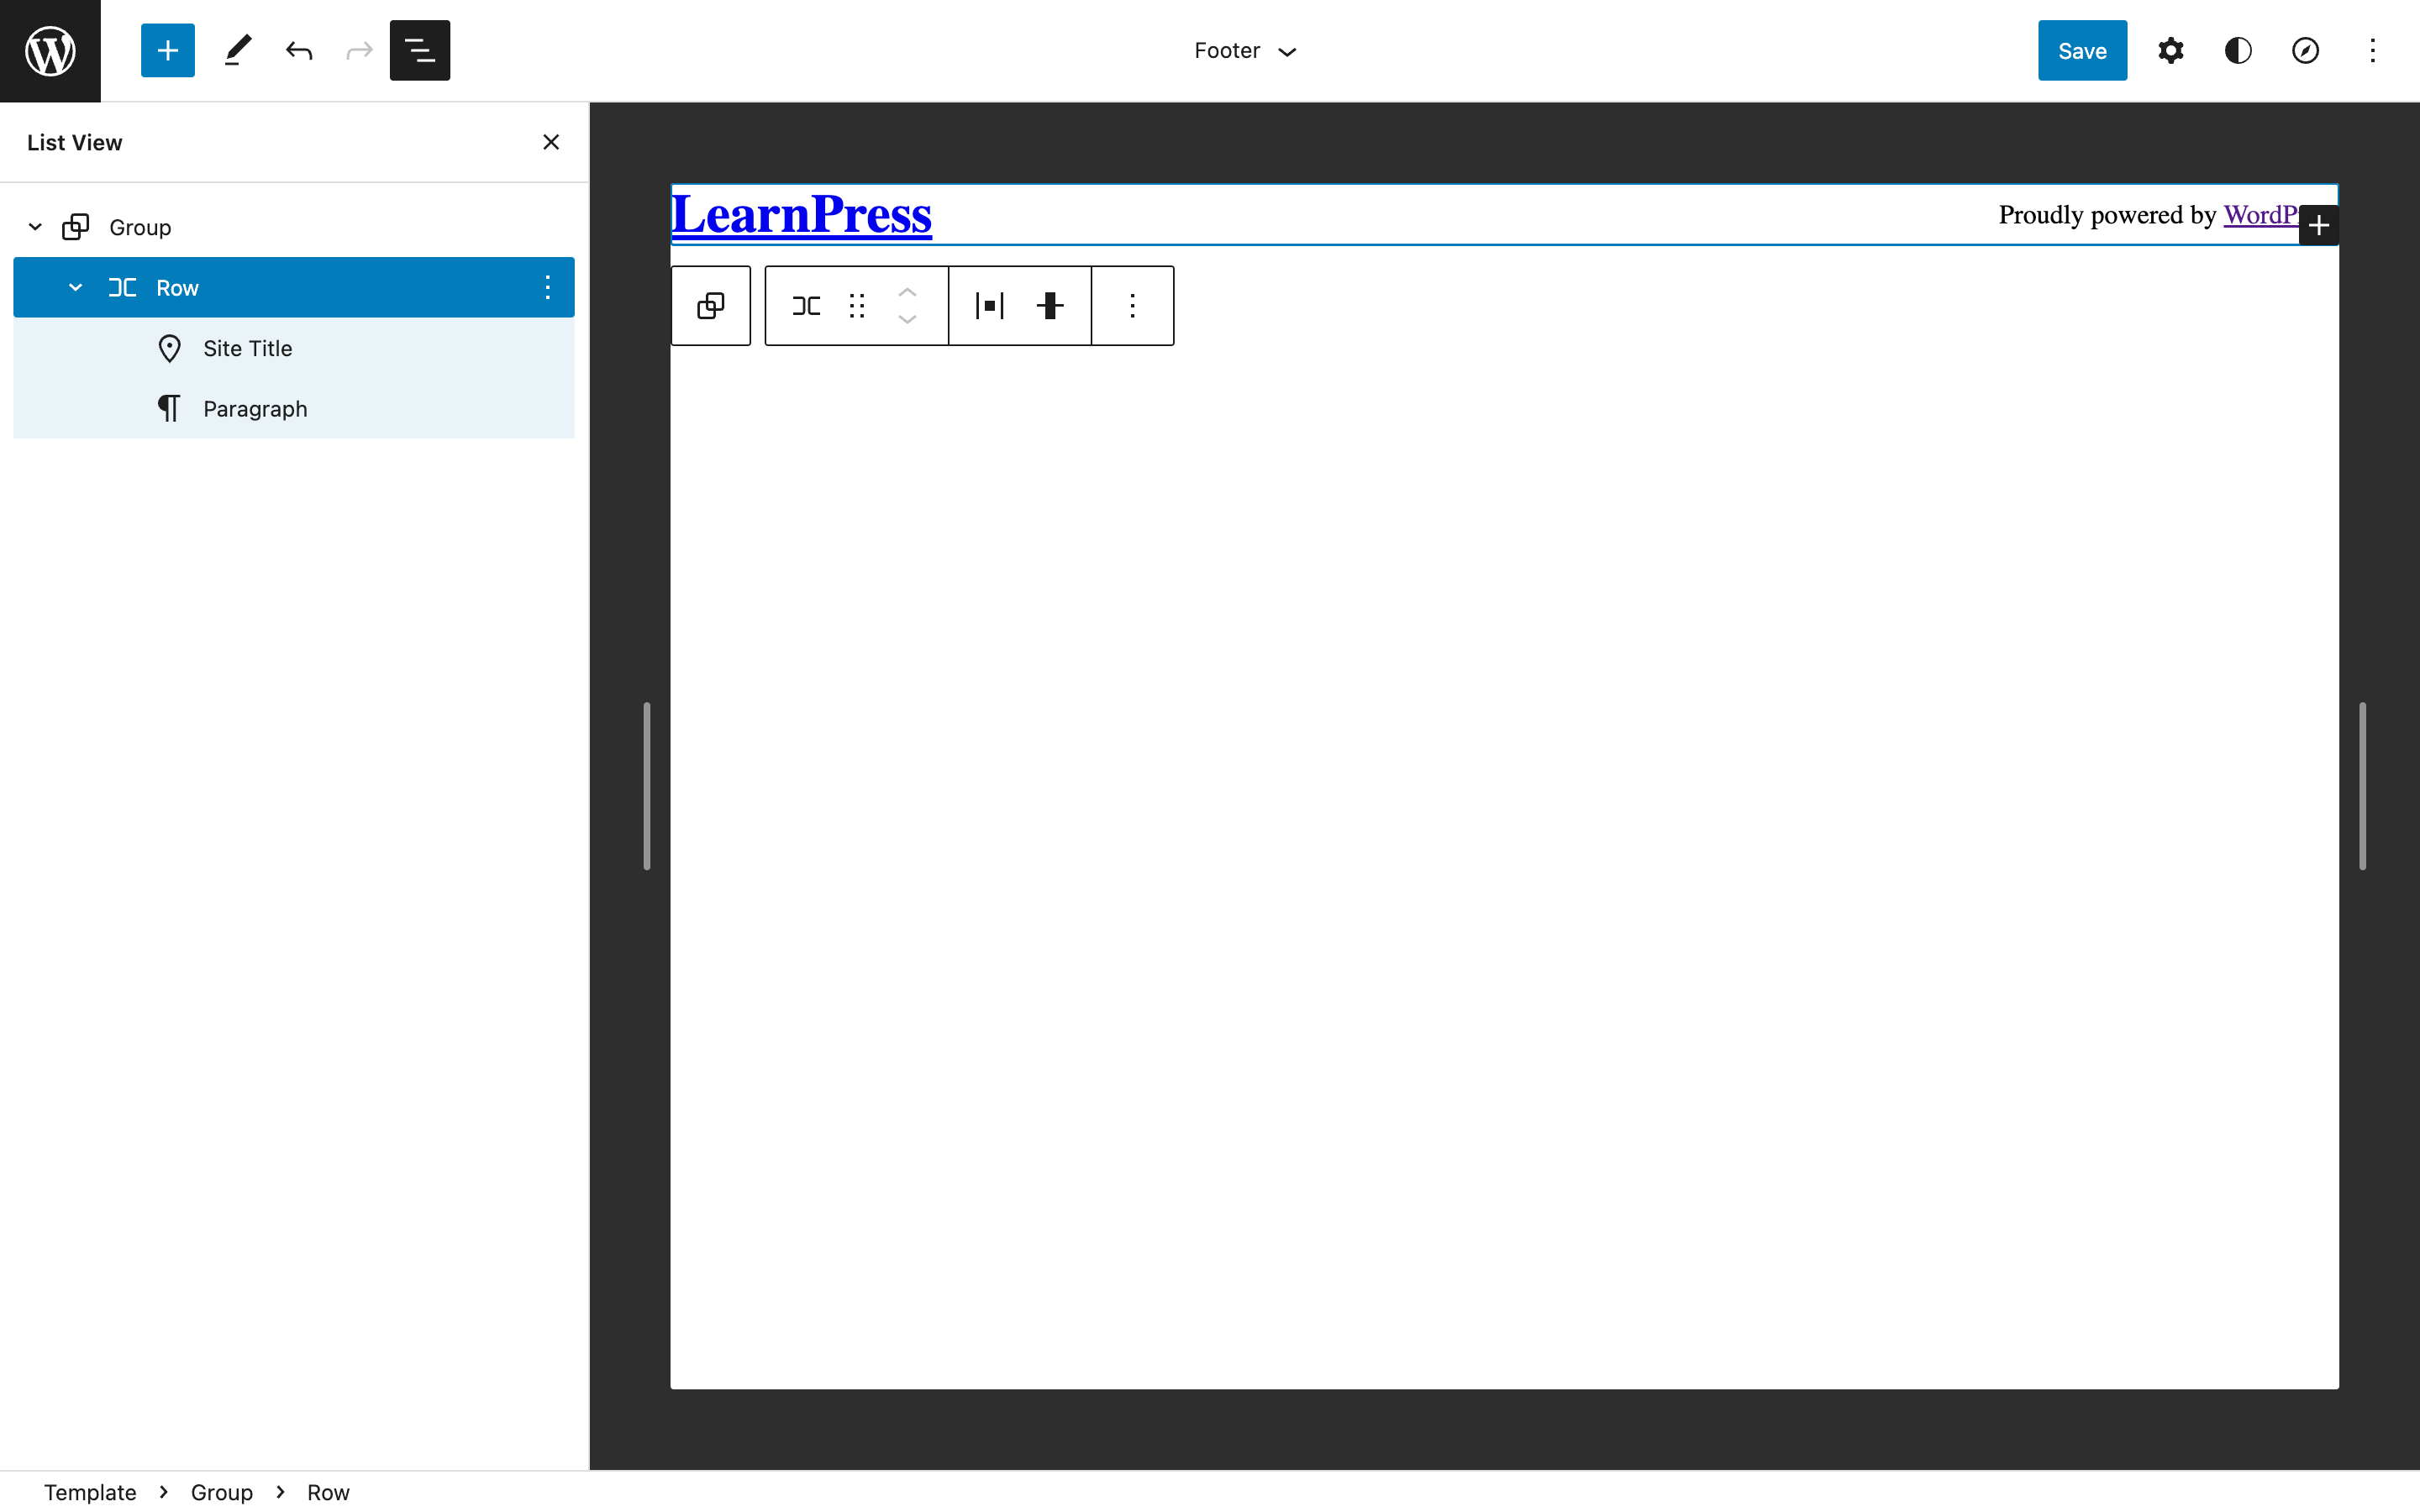 Footer
Save
List View
Group
Row
Site Title
Paragraph
LearnPress
Proudly powered by WordP
Template > Group > Row